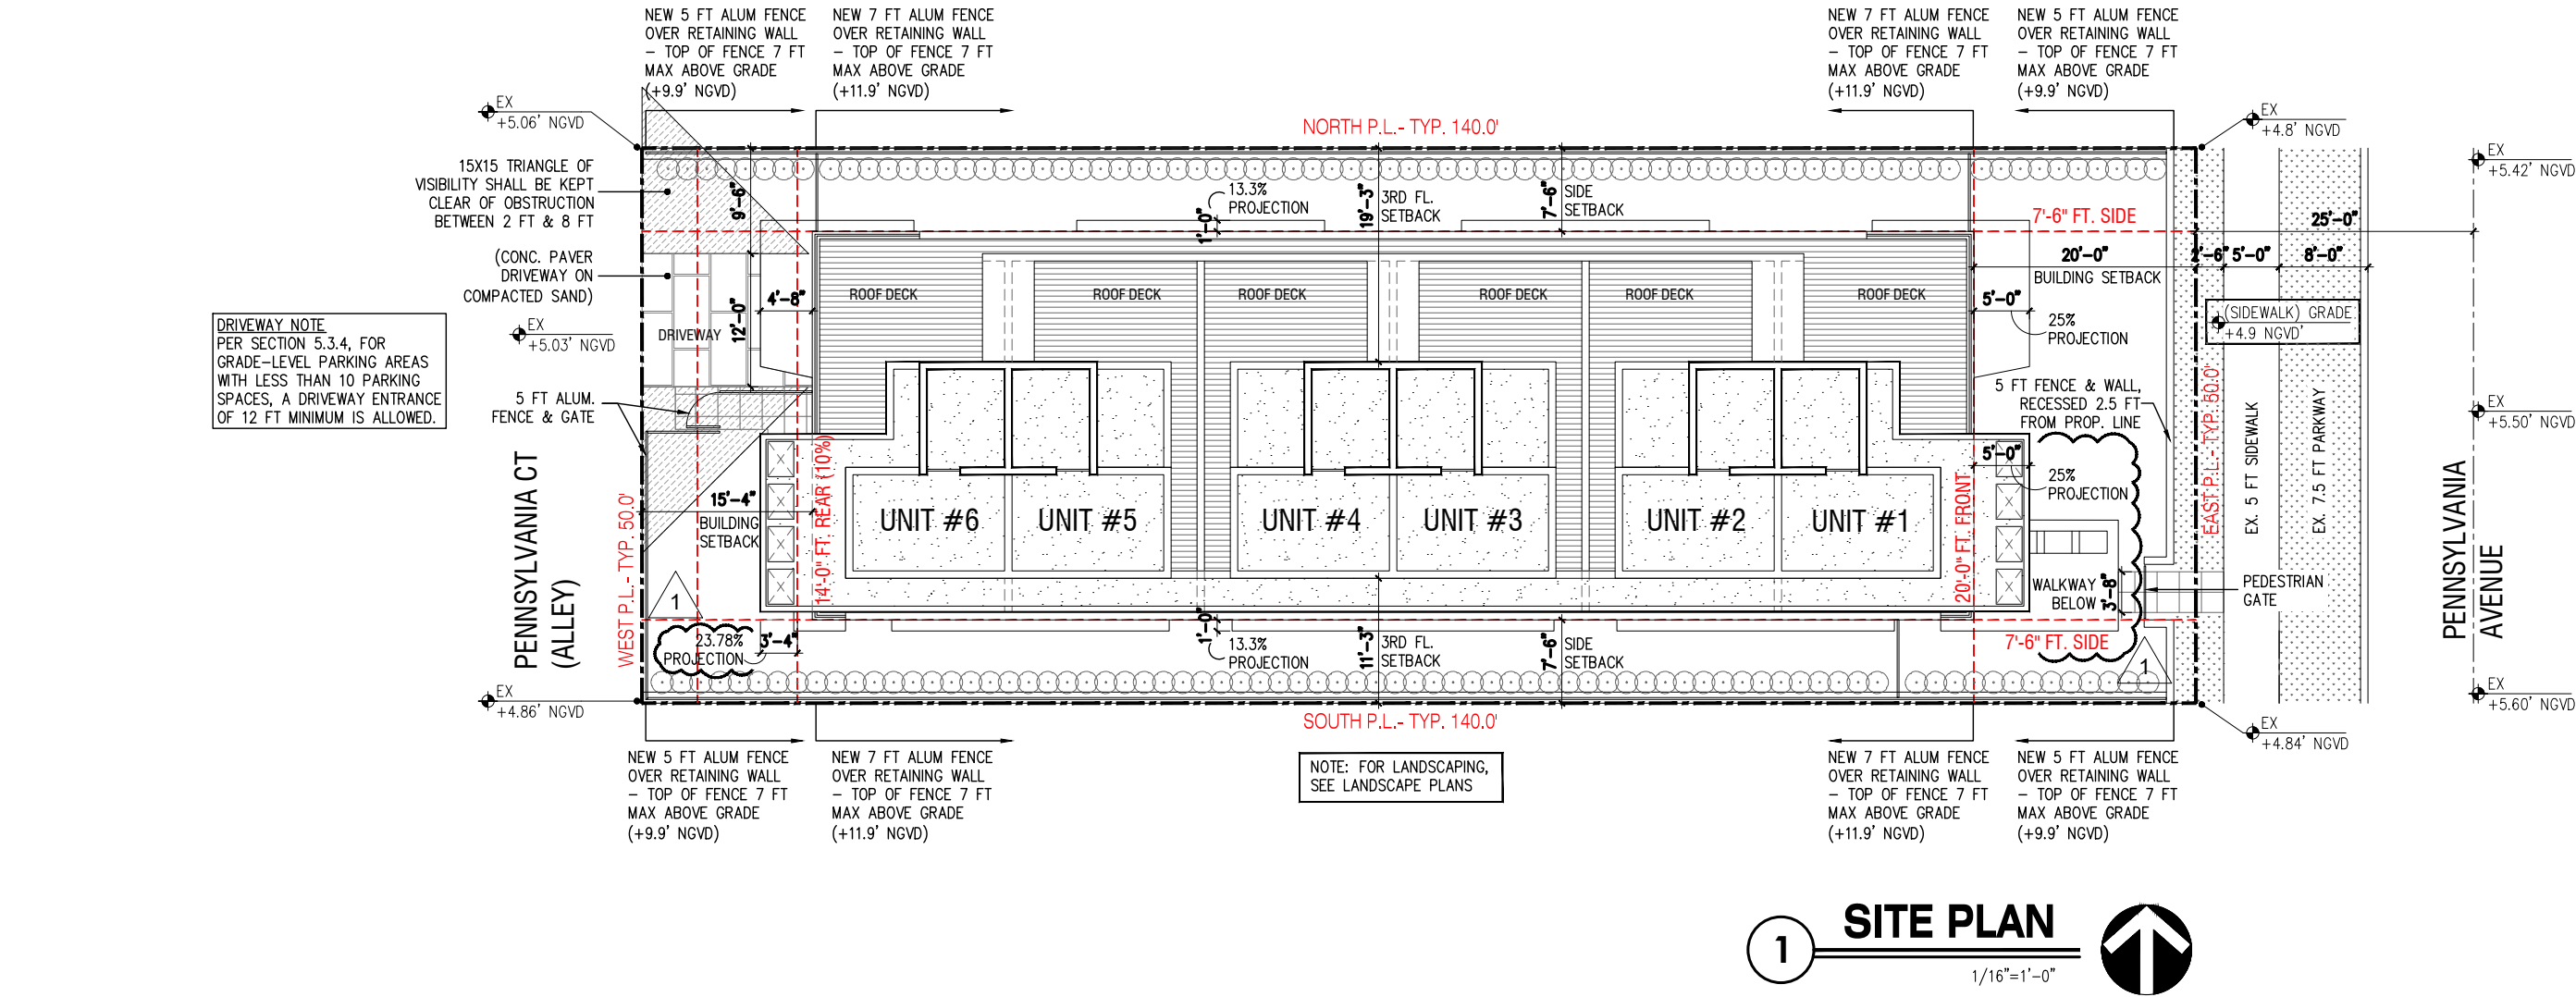 NEW 5 FT ALUM FENCE
OVER RETAINING WALL
– TOP OF FENCE 7 FT
MAX ABOVE GRADE
(+9.9' NGVD)
NEW 7 FT ALUM FENCE
OVER RETAINING WALL
– TOP OF FENCE 7 FT
MAX ABOVE GRADE
(+11.9' NGVD)
NEW 7 FT ALUM FENCE
OVER RETAINING WALL
– TOP OF FENCE 7 FT
MAX ABOVE GRADE
(+11.9' NGVD)
NEW 5 FT ALUM FENCE
OVER RETAINING WALL
– TOP OF FENCE 7 FT
MAX ABOVE GRADE
(+9.9' NGVD)
EX
+5.06' NGVD
NORTH P.L.- TYP. 140.0'
EX
+4.8' NGVD
EX
+5.42' NGVD
15X15 TRIANGLE OF
VISIBILITY SHALL BE KEPT
CLEAR OF OBSTRUCTION
BETWEEN 2 FT & 8 FT
9'-6"
1'-0"
13.3%
PROJECTION
19'-3"
3RD FL.
SETBACK
7'-6"
SIDE
SETBACK
7'-6" FT. SIDE
25'-0"
(CONC. PAVER
DRIVEWAY ON
COMPACTED SAND)
20'-0"
BUILDING SETBACK
5'-0"
8'-0"
4'-8"
12'-0"
ROOF DECK
ROOF DECK
ROOF DECK
ROOF DECK
ROOF DECK
ROOF DECK
5'-0"
25%
PROJECTION
(SIDEWALK) GRADE
+4.9 NGVD'
DRIVEWAY NOTE
PER SECTION 5.3.4, FOR
GRADE-LEVEL PARKING AREAS
WITH LESS THAN 10 PARKING
SPACES, A DRIVEWAY ENTRANCE
OF 12 FT MINIMUM IS ALLOWED.
EX
+5.03' NGVD
DRIVEWAY
5 FT ALUM.
FENCE & GATE
5 FT FENCE & WALL,
RECESSED 2.5 FT
FROM PROP. LINE
EX
+5.50' NGVD
PENNSYLVANIA CT
(ALLEY)
WEST P.L.- TYP. 50.0'
15'-4"
BUILDING
SETBACK
14'-0" FT. REAR (10%)
UNIT #6
UNIT #5
UNIT #4
UNIT #3
UNIT #2
UNIT #1
20'-0" FT. FRONT
5'-0"
25%
PROJECTION
EAST P.L.- TYP. 50.0'
EX. 5 FT SIDEWALK
EX. 7.5 FT PARKWAY
PENNSYLVANIA
AVENUE
WALKWAY
BELOW
3'-8"
PEDESTRIAN
GATE
1
23.78%
PROJECTION
3'-4"
1'-0"
13.3%
PROJECTION
11'-3"
3RD FL.
SETBACK
7'-6"
SIDE
SETBACK
7'-6" FT. SIDE
1
EX
+4.86' NGVD
SOUTH P.L.- TYP. 140.0'
EX
+4.84' NGVD
EX
+5.60' NGVD
NEW 5 FT ALUM FENCE
OVER RETAINING WALL
– TOP OF FENCE 7 FT
MAX ABOVE GRADE
(+9.9' NGVD)
NEW 7 FT ALUM FENCE
OVER RETAINING WALL
– TOP OF FENCE 7 FT
MAX ABOVE GRADE
(+11.9' NGVD)
NOTE: FOR LANDSCAPING,
SEE LANDSCAPE PLANS
NEW 7 FT ALUM FENCE
OVER RETAINING WALL
– TOP OF FENCE 7 FT
MAX ABOVE GRADE
(+11.9' NGVD)
NEW 5 FT ALUM FENCE
OVER RETAINING WALL
– TOP OF FENCE 7 FT
MAX ABOVE GRADE
(+9.9' NGVD)
1
SITE PLAN
1/16"=1'-0"